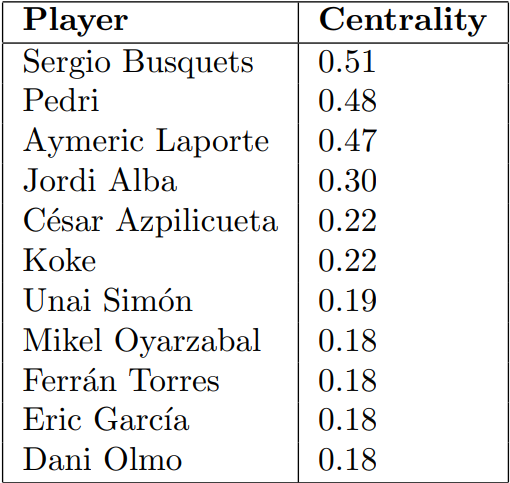 Player Centrality
Sergio Busquets 0.51
Pedri 0.48
Aymeric Laporte 0.47
Jordi Alba 0.30
César Azpilicueta 0.22
Koke 0.22
Unai Simón 0.19
Mikel Oyarzabal 0.18
Ferrán Torres 0.18
Eric García 0.18
Dani Olmo 0.18